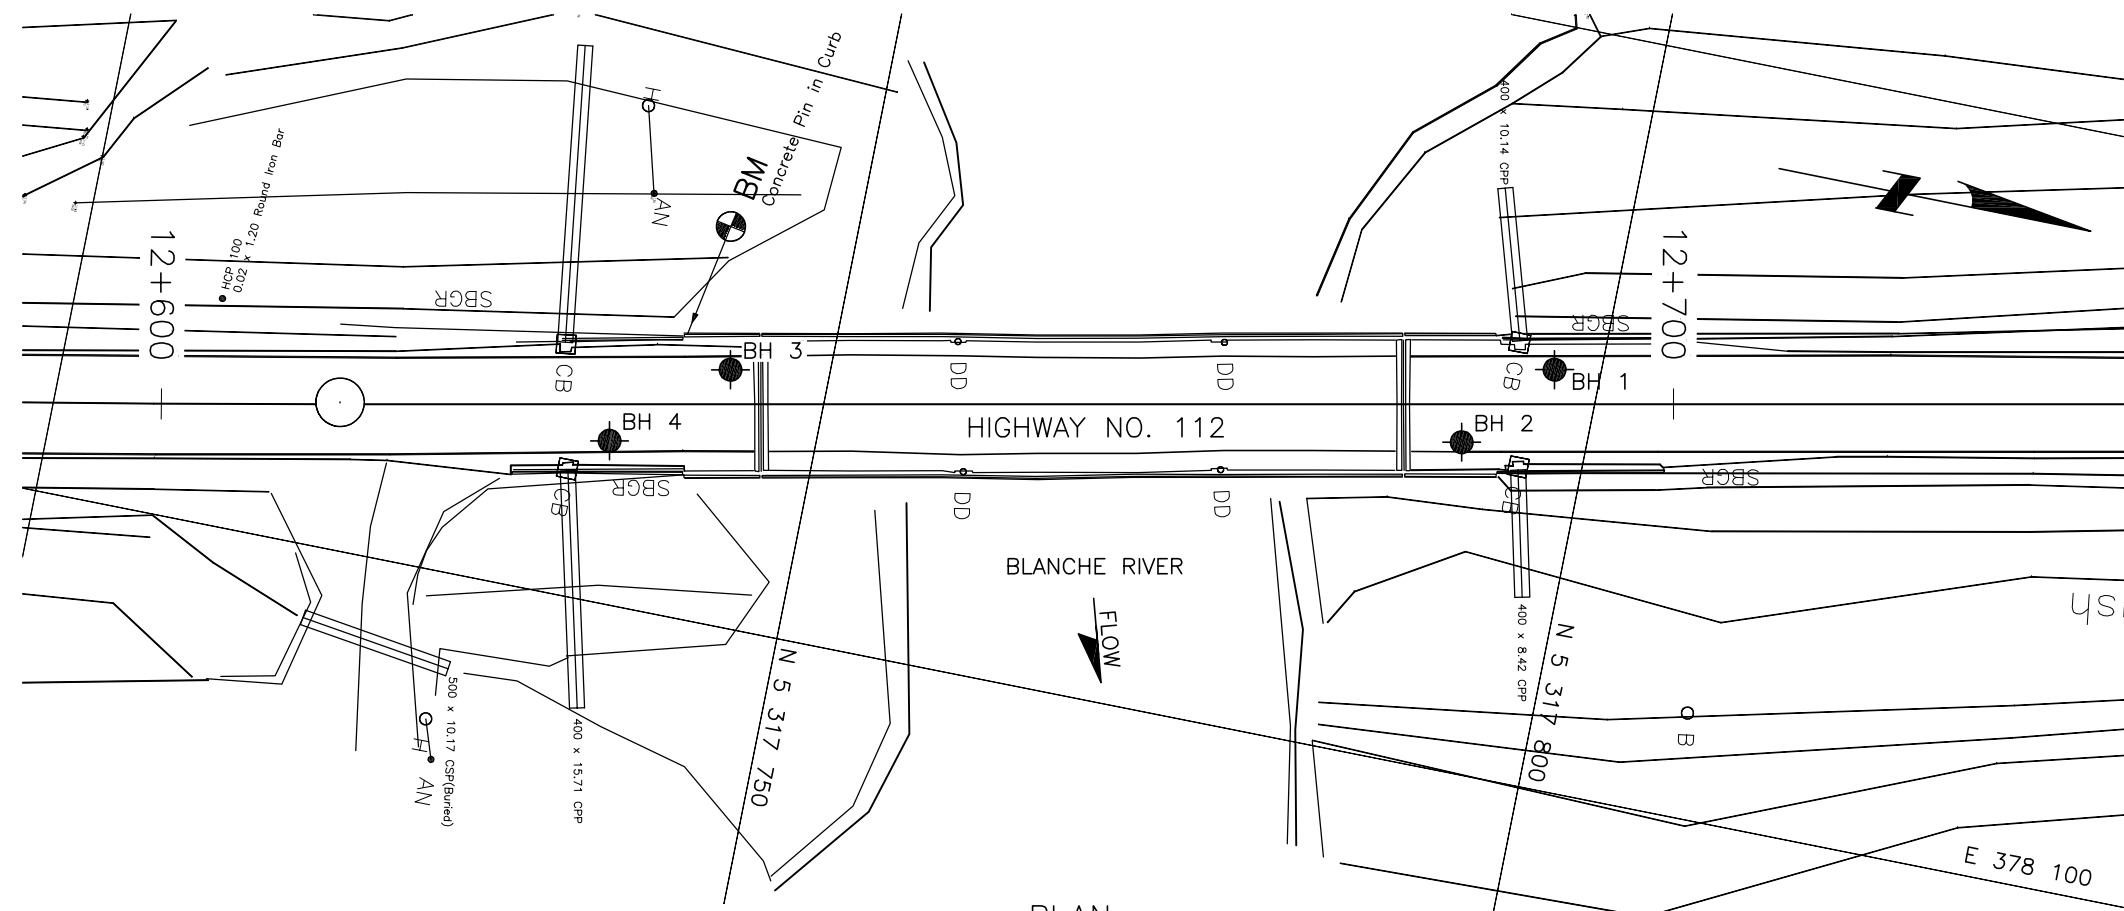 Concrete Pin in Curb
BM
H
AN
400 x 10.14 CPP
HCP 100
0.02 x 1.20 Round Iron Bar
12+600
12+700
SBGR
SBGR
BH 3
CB
DD
DD
CB
BH 1
BH 4
HIGHWAY NO. 112
BH 2
SBGR
SBGR
CB
DD
DD
CB
BLANCHE RIVER
FLOW
400 x 8.42 CPP
N 5 317 750
N 5 317 800
500 x 10.17 CSP(Buried)
400 x 15.71 CPP
H
AN
B
E 378 100